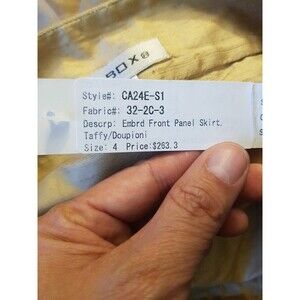 BOX
Style#: CA24E-S1
Fabric#: 32-2C-3
Descrp: Embrd Front Panel Skirt.
Taffy/Doupioni
Size: 4 Price:$263.3